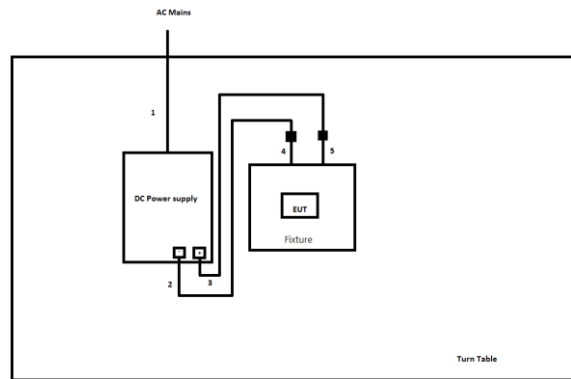 AC Mains
1
4
5
DC Power supply
EUT
Fixture
- +
2
3
Turn Table